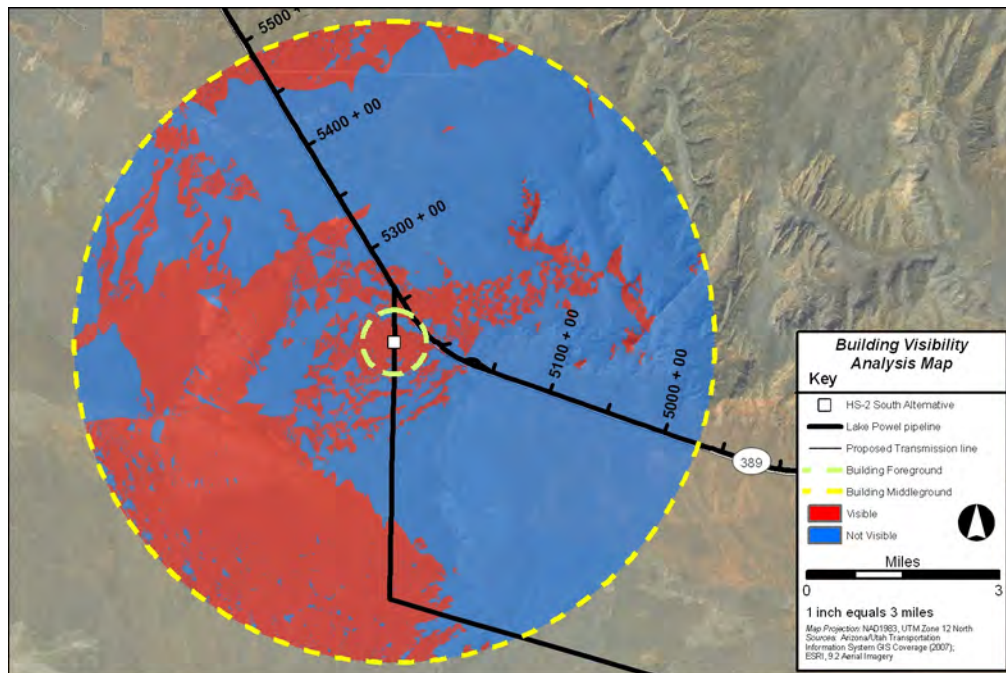 5500 + 00
5400 + 00
5300 + 00
5100 + 00
5000 + 00
389
Building Visibility
Analysis Map
Key
HS-2 South Alternative
Lake Powel pipeline
Proposed Transmission line
Building Foreground
Building Middleground
Visible
Not Visible
Miles
0
3
1 inch equals 3 miles
Map Projection: NAD1983, UTM Zone 12 North
Sources: Arizona/Utah Transportation
Information System GIS Coverage (2007);
ESRI, 9.2 Aerial Imagery